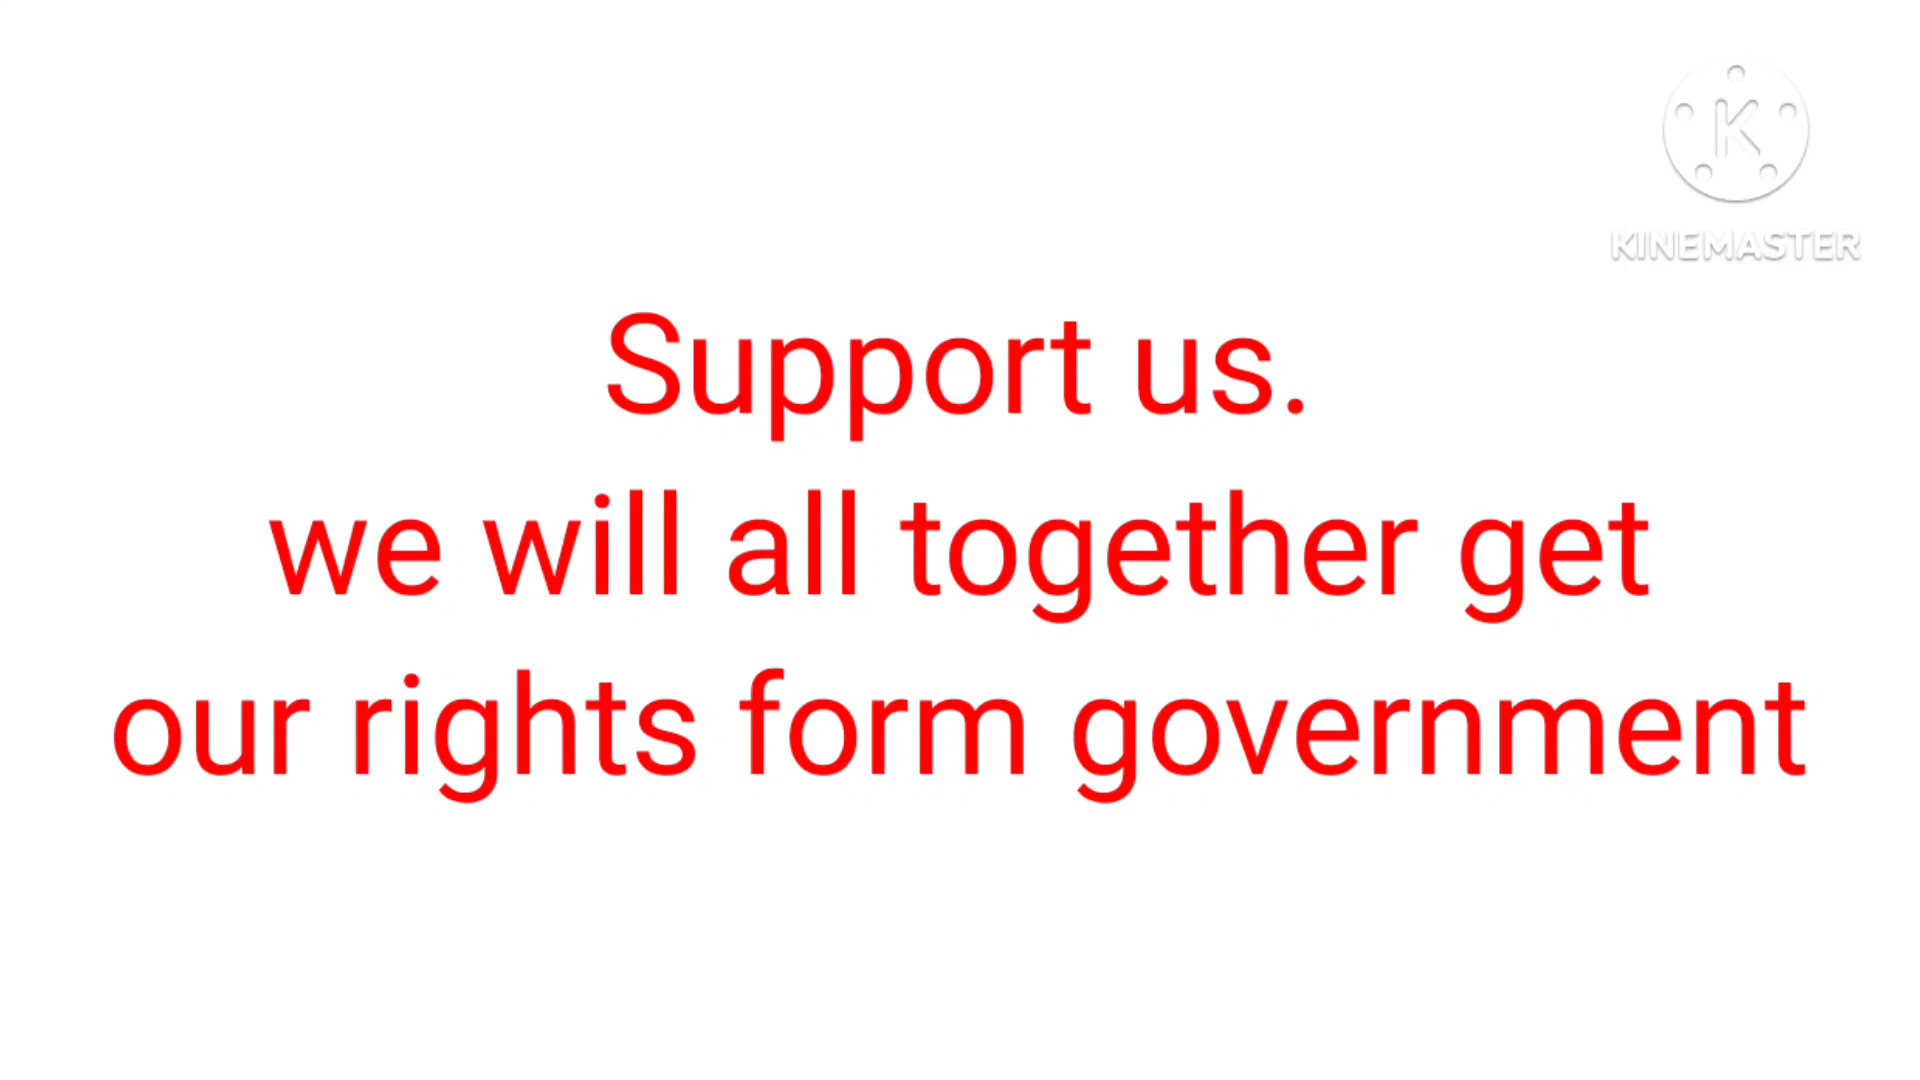 KINEMASTER
Support us.
we will all together get
our rights form government